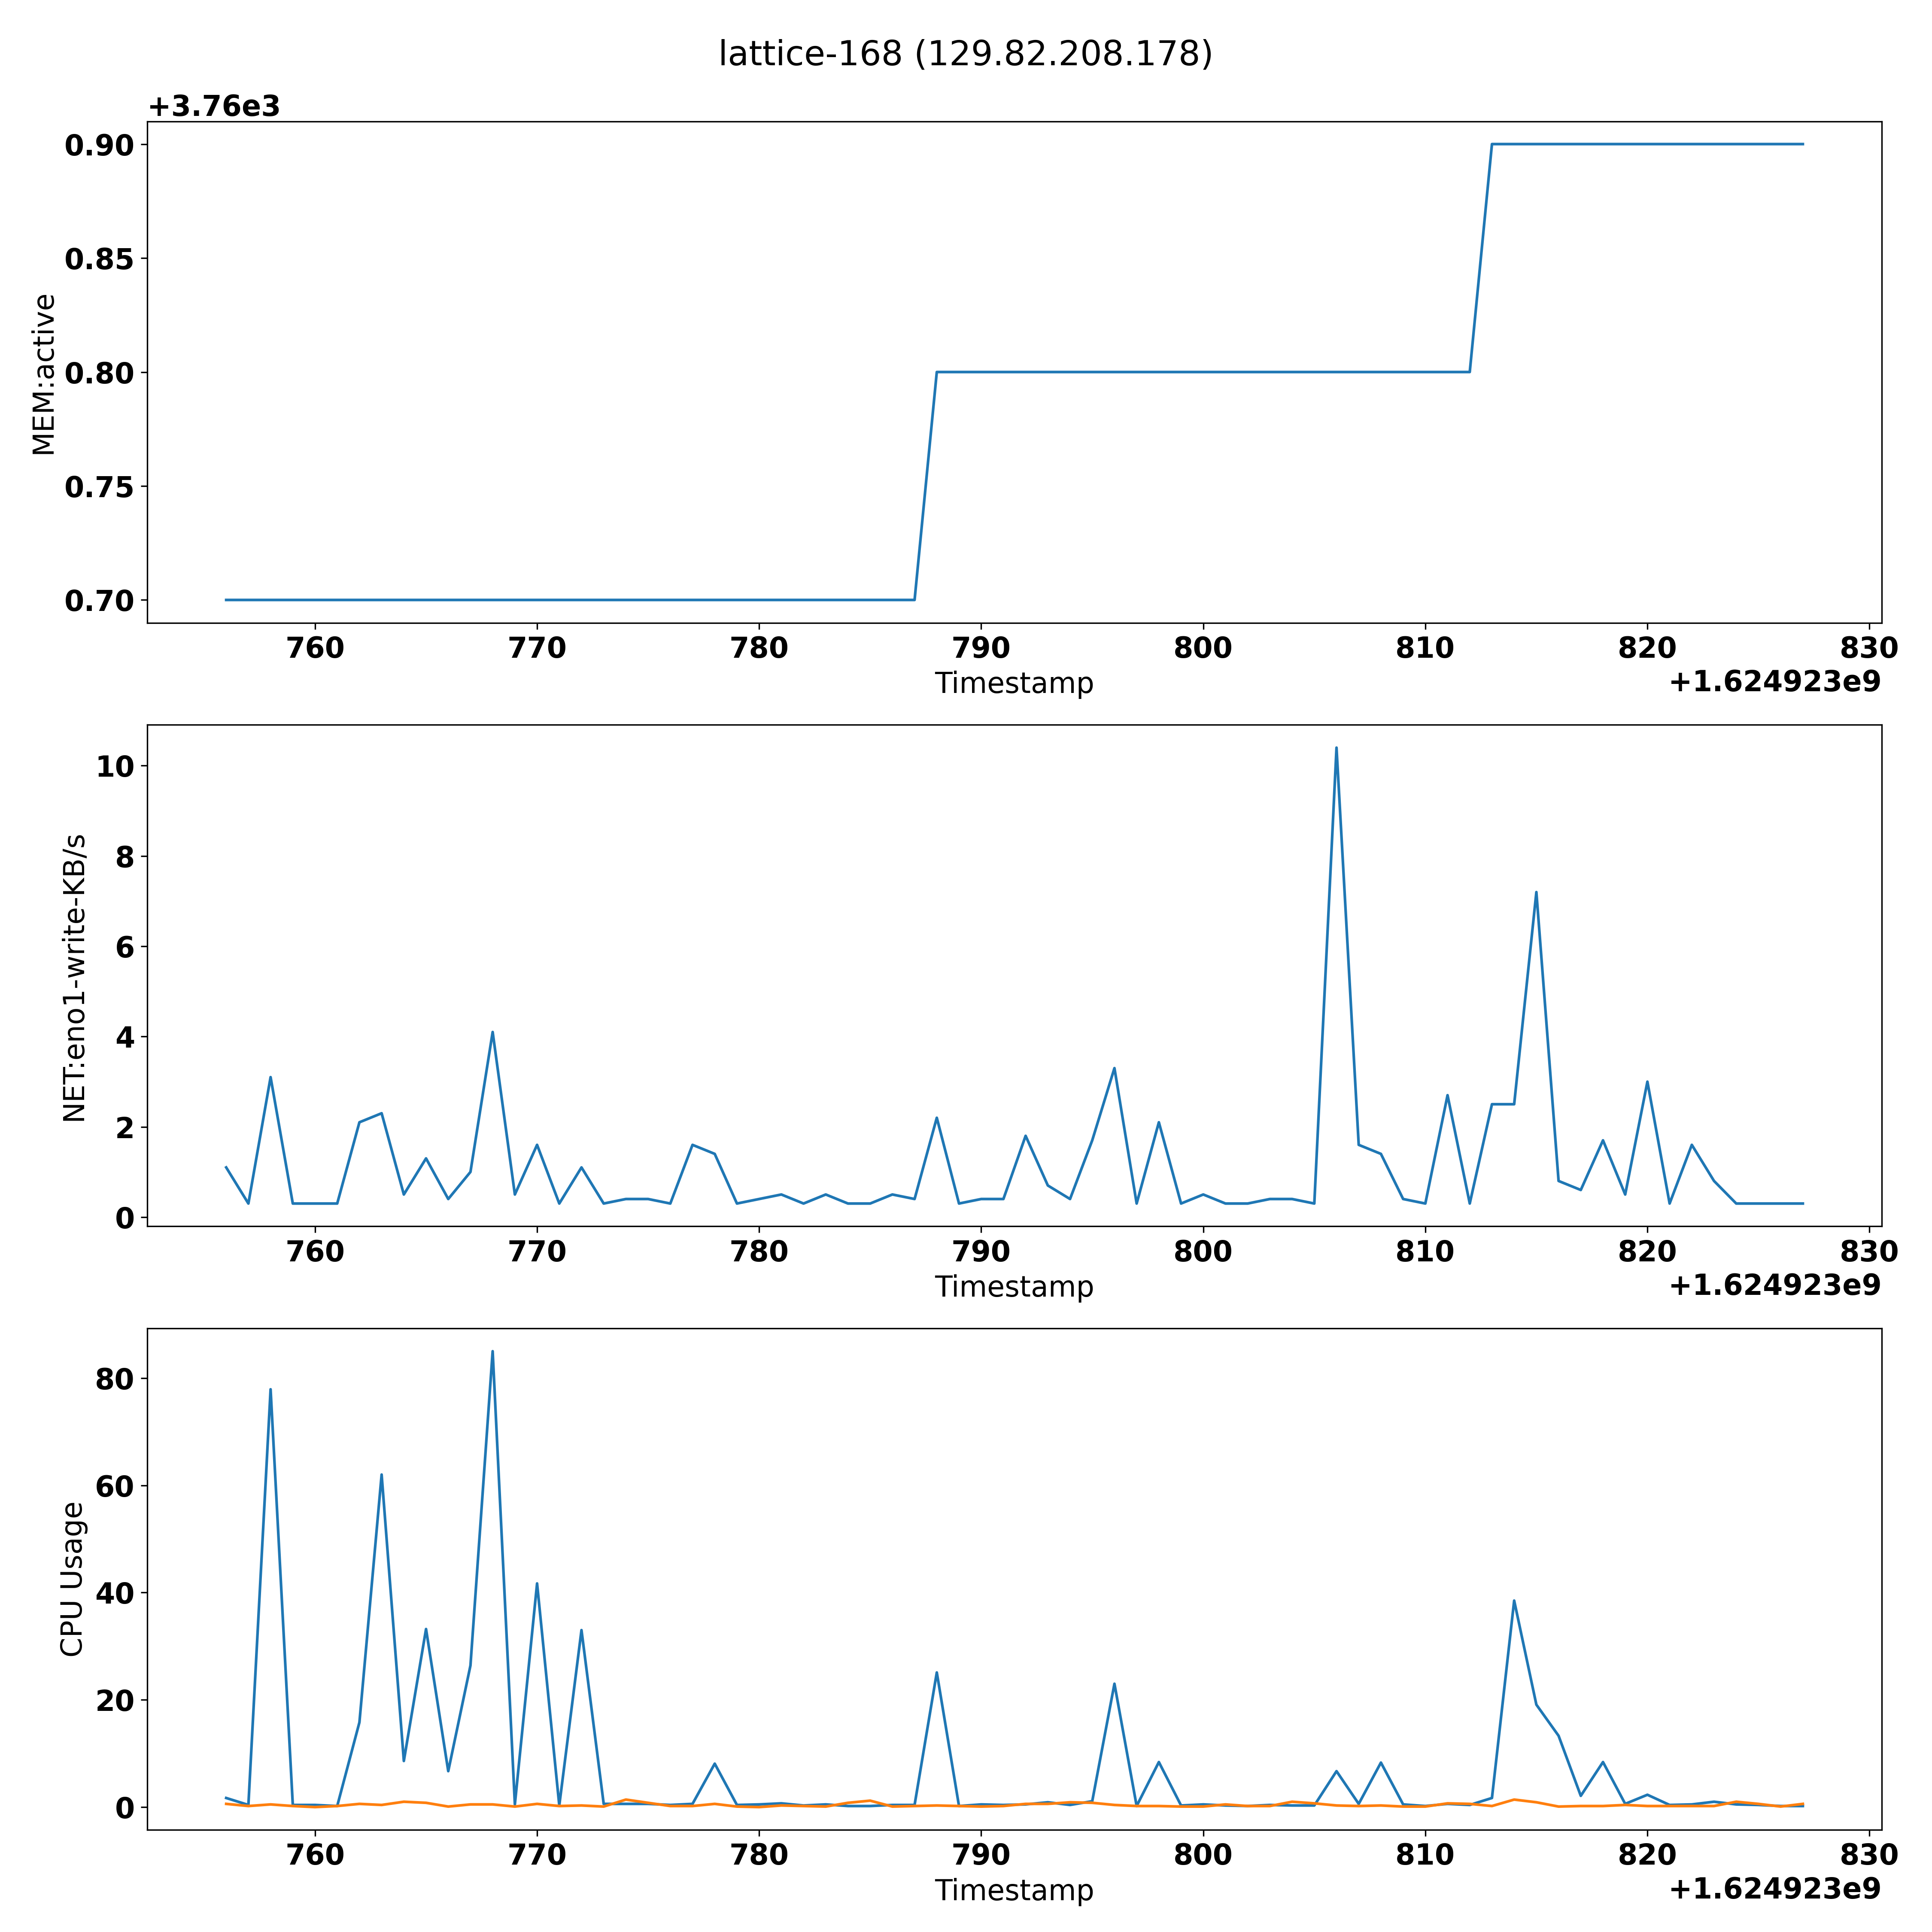 lattice-168 (129.82.208.178)
+3.76e3
0.90
0.85
0.80
0.75
0.70
MEM:active
760 770 780 790 800 810 820 830
Timestamp
+1.624923e9
10
8
6
4
2
0
NET:eno1-write-KB/s
760 770 780 790 800 810 820 830
Timestamp
+1.624923e9
80
60
40
20
0
CPU Usage
760 770 780 790 800 810 820 830
Timestamp
+1.624923e9